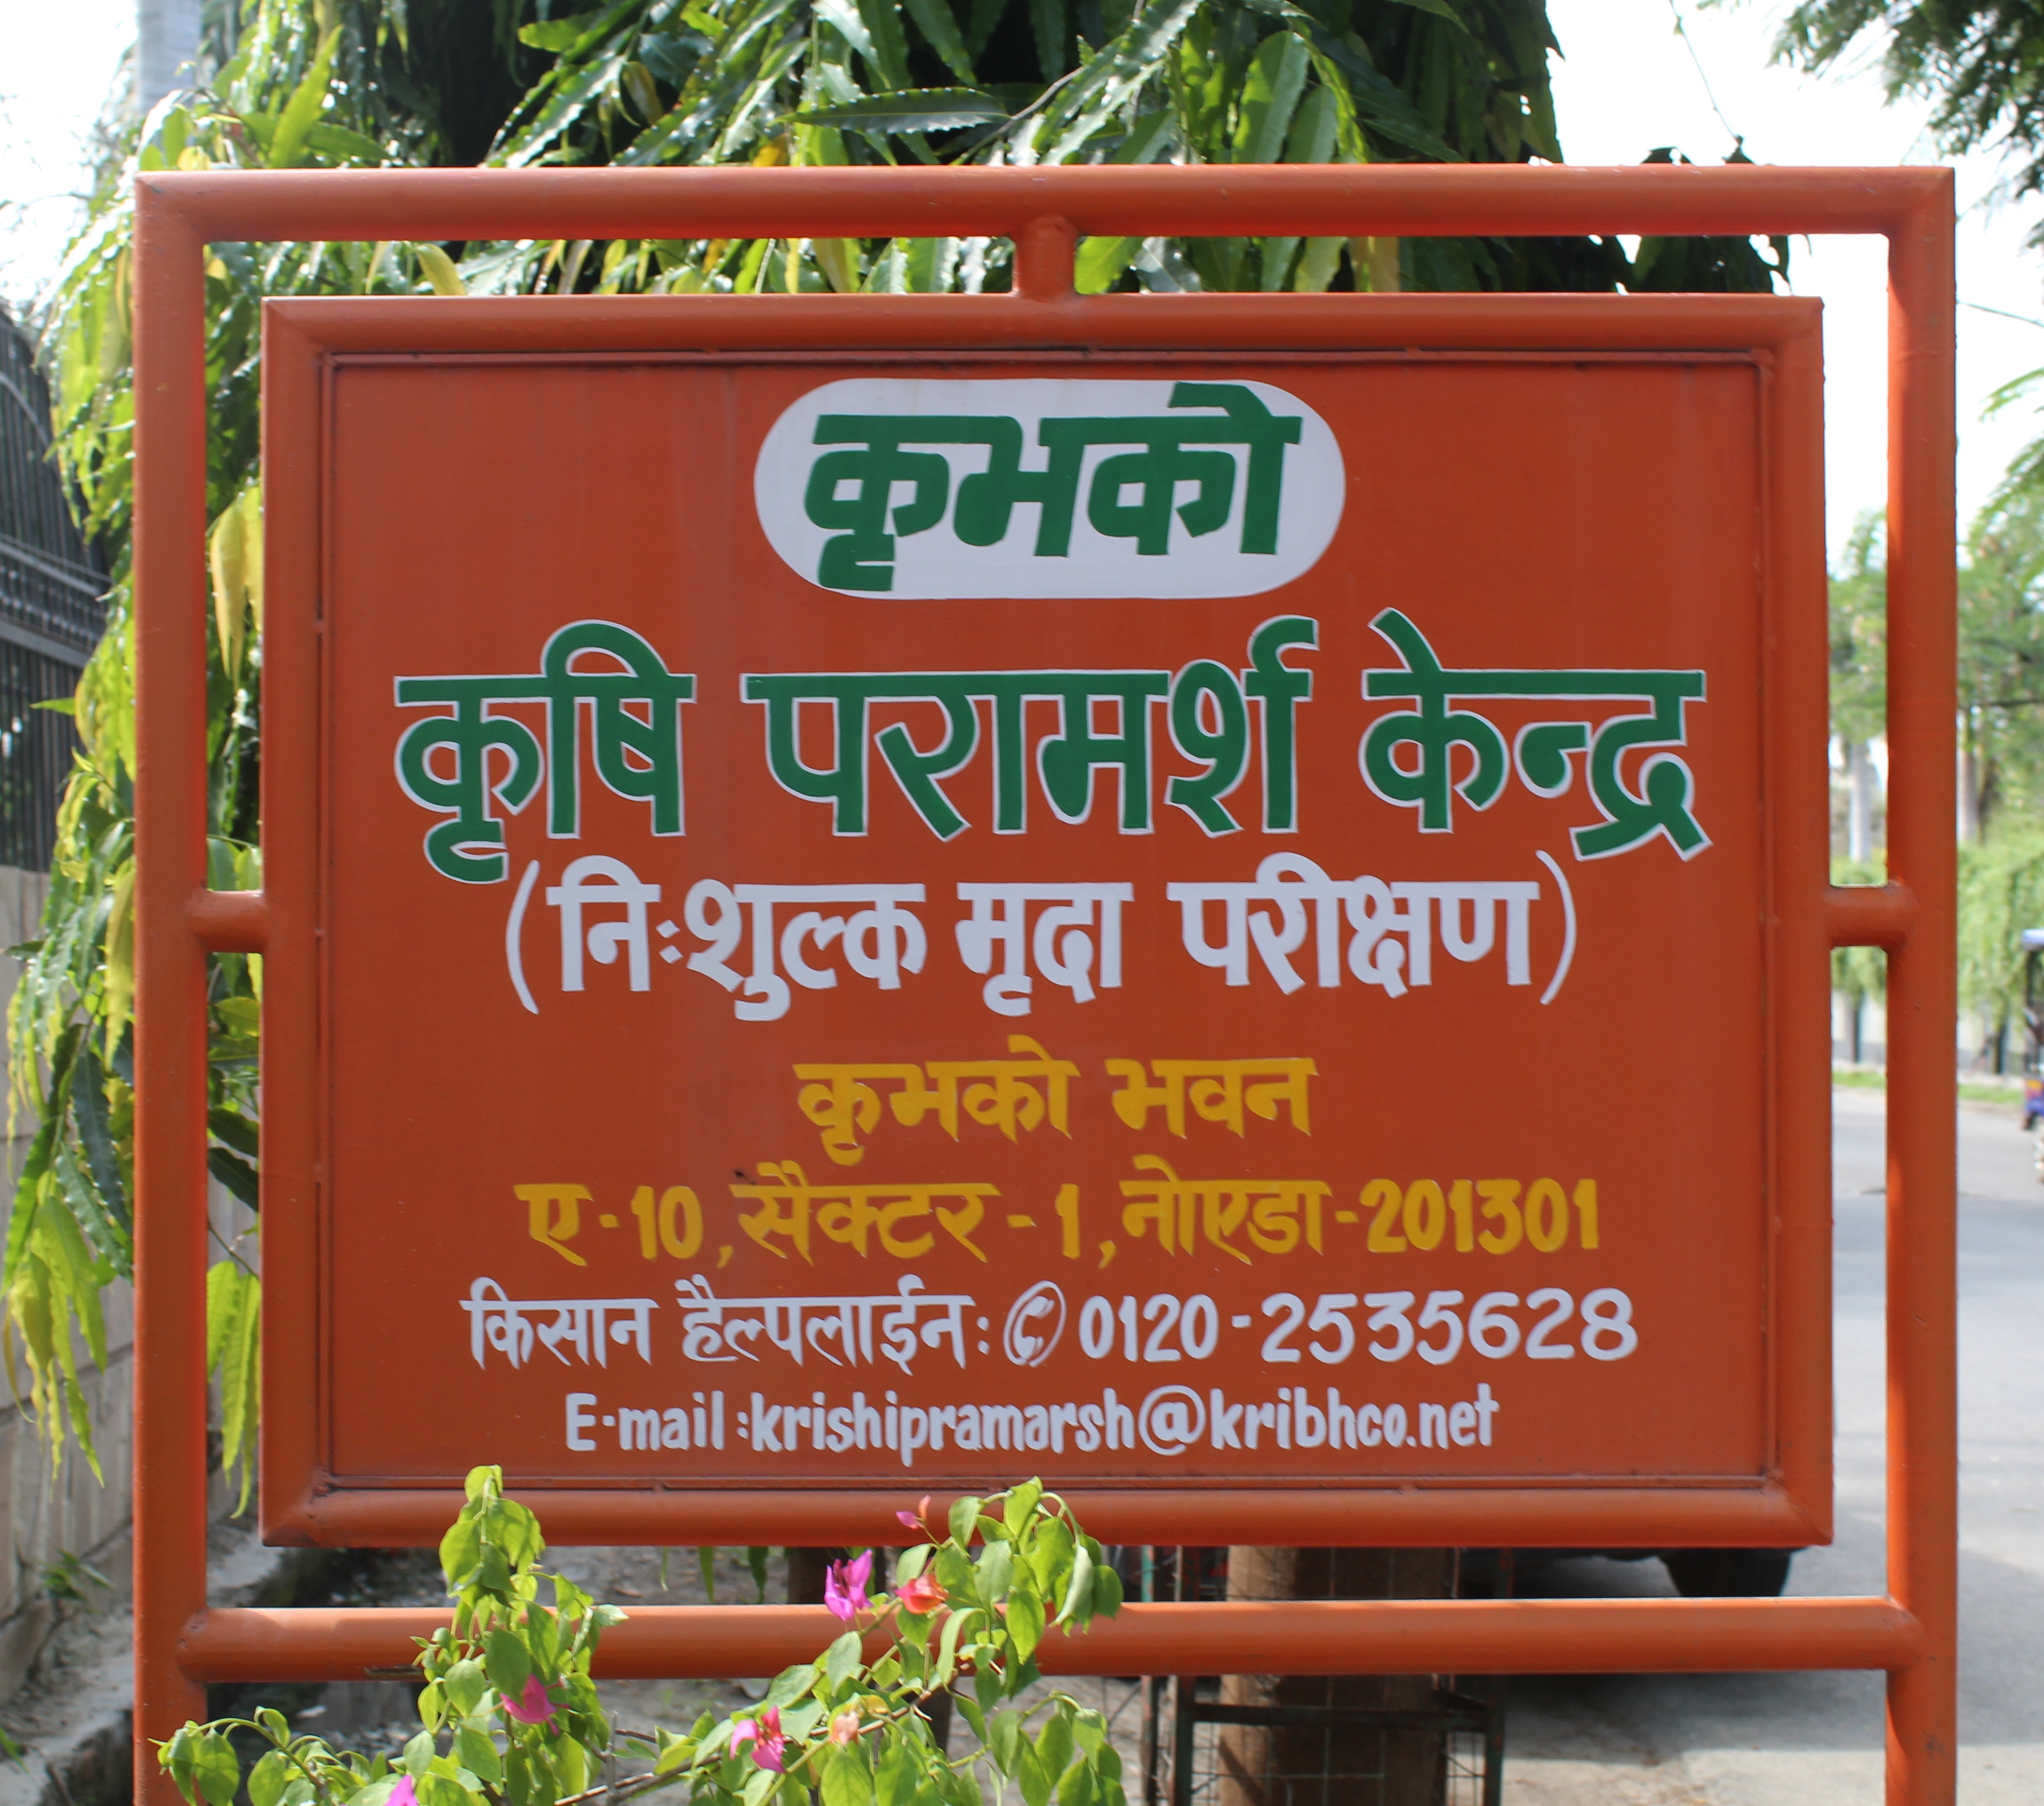 कृभको
कृषि परामर्श केन्द्र
(निःशुल्क मृदा परीक्षण)
कृभको भवन
ए-10, सैक्टर-1, नोएडा-201301
किसान हैल्पलाईन: ✆ 0120-2535628
E-mail:krishipramarsh@kribhco.net